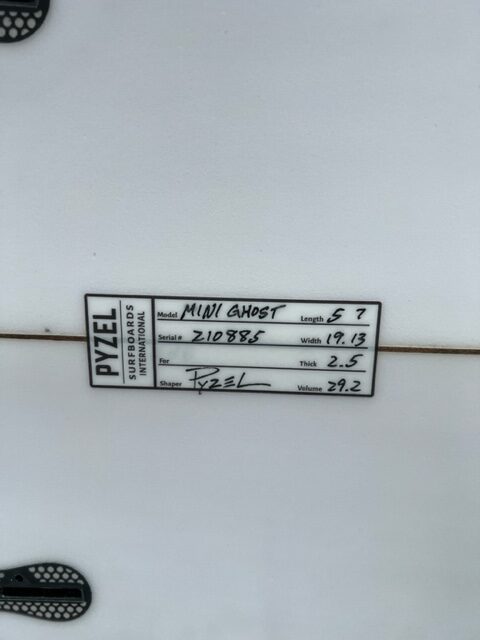 PYZEL
SURFBOARDS
INTERNATIONAL
Model MINI GHOST Length 5 7
Serial# 210885 Width 19.13
For Thick 2.5
Shaper PYZEL Volume 29.2